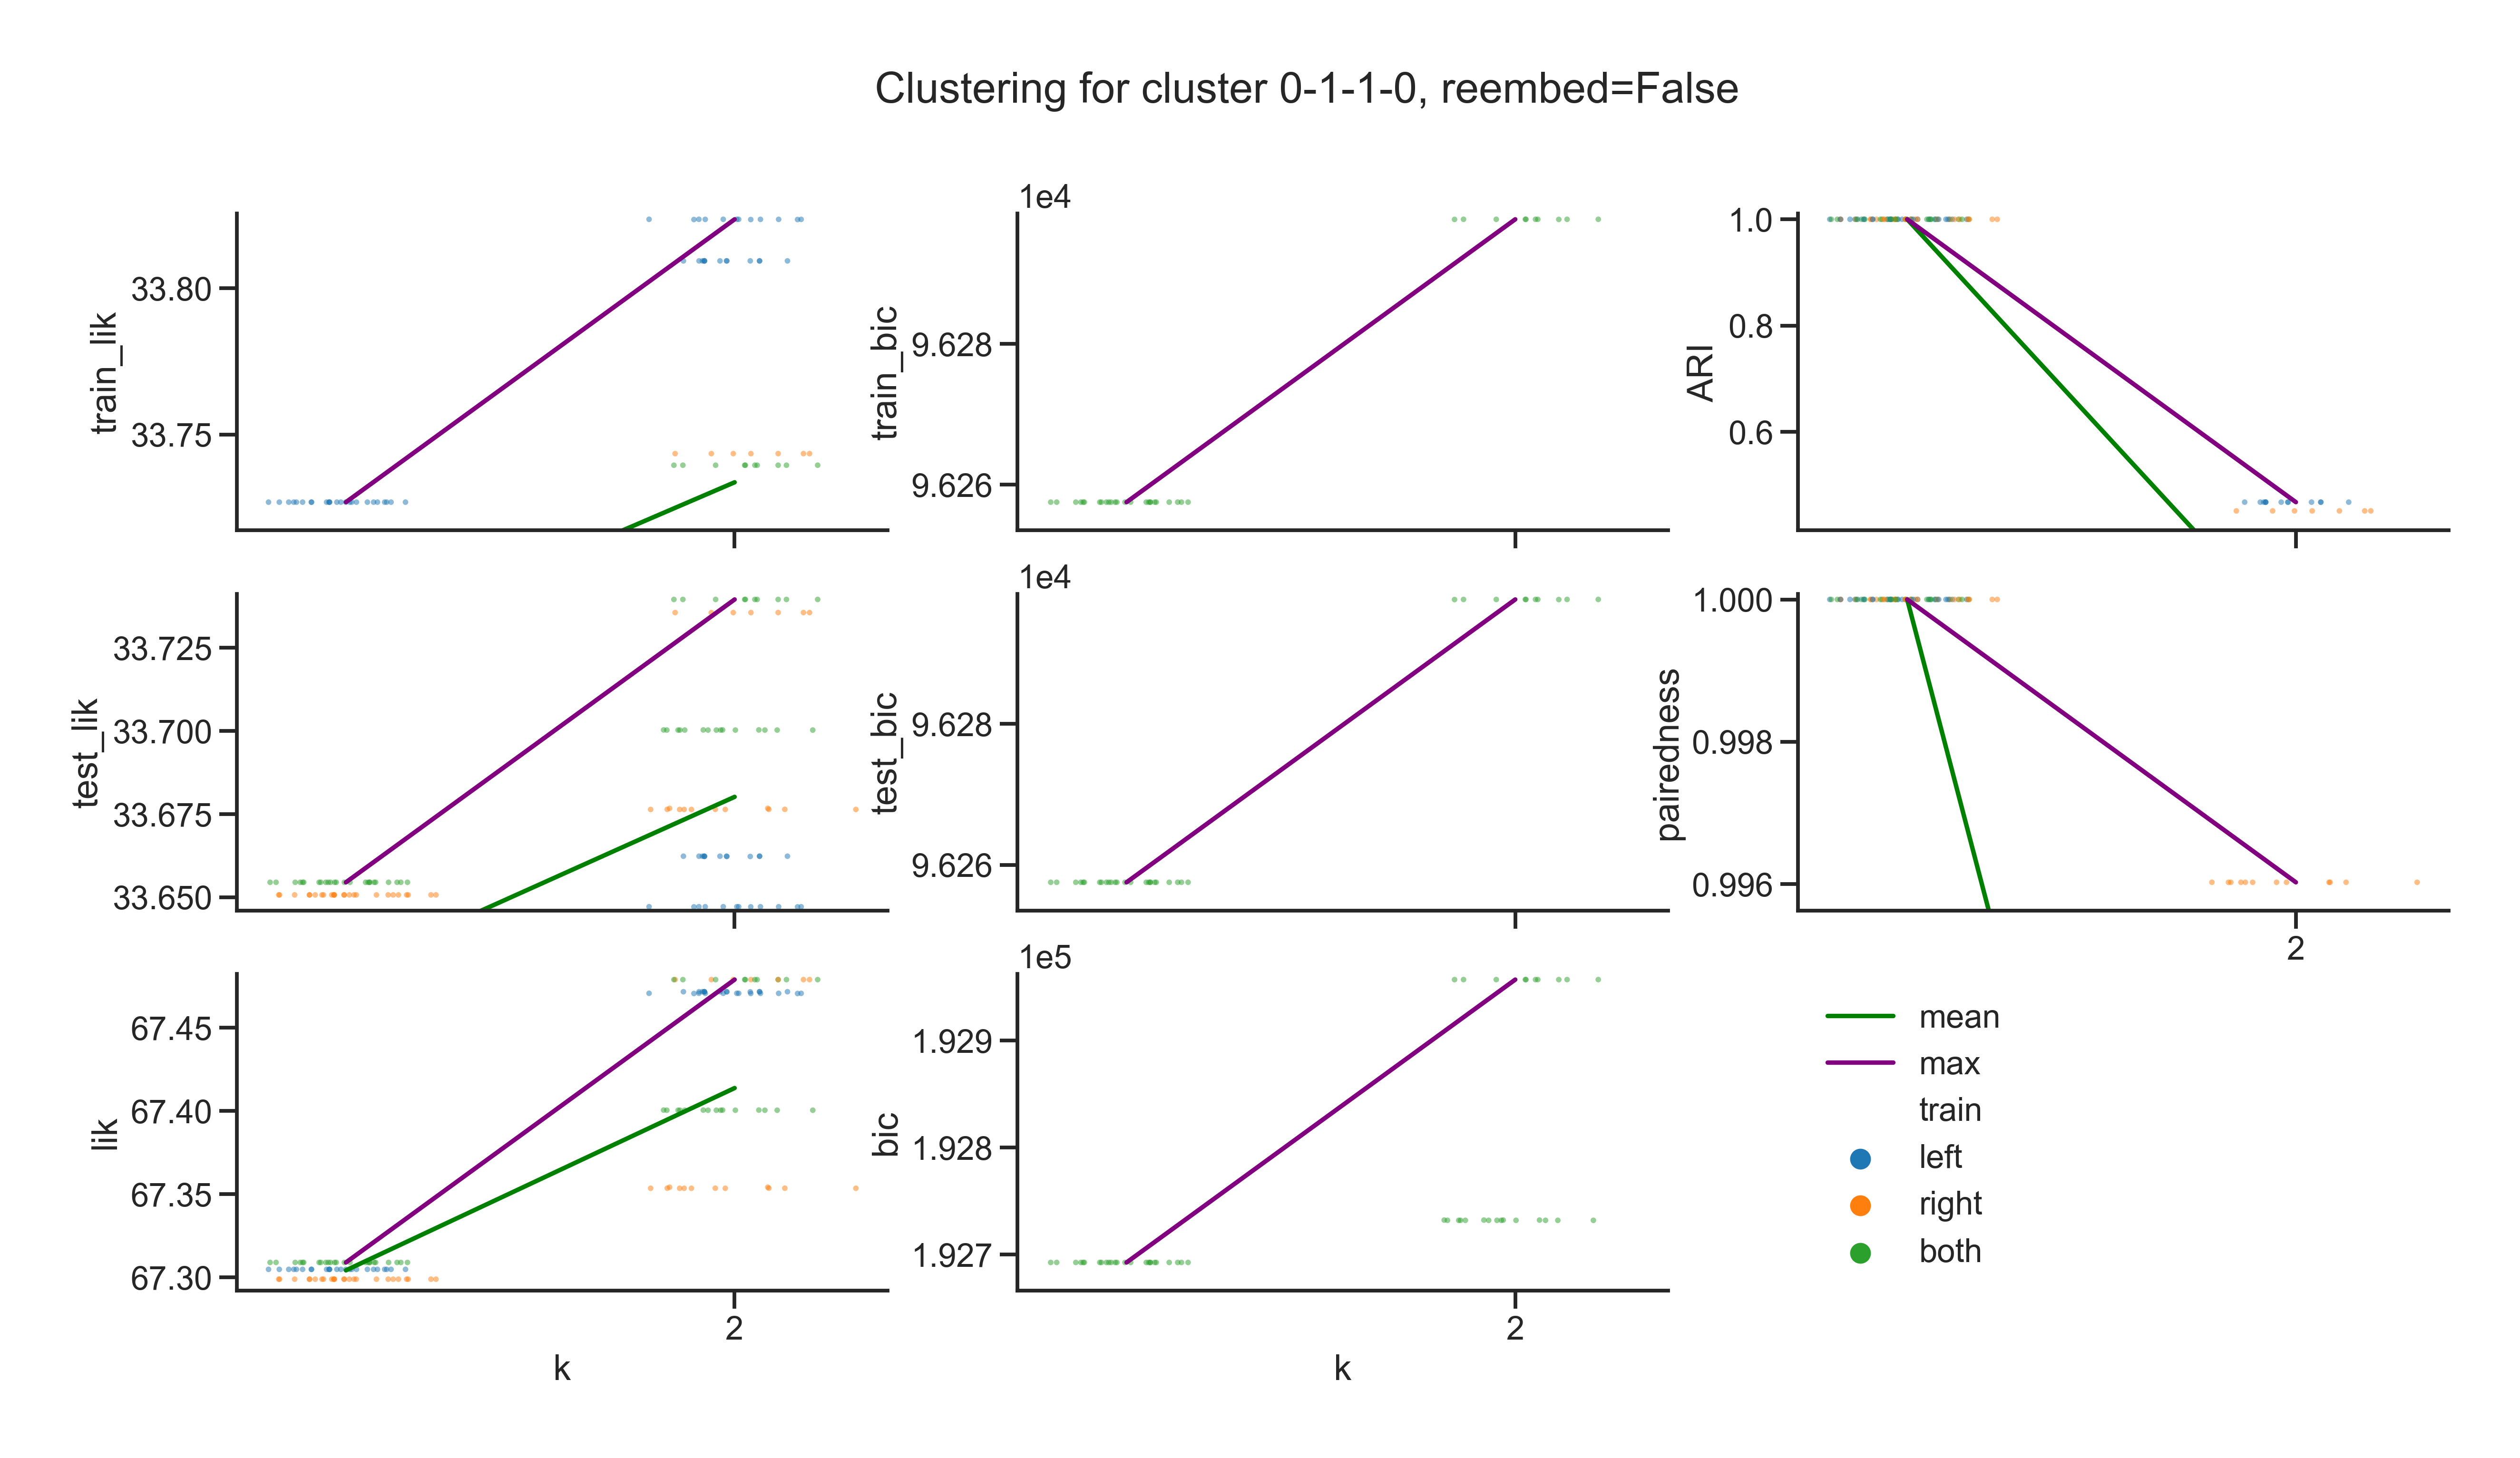 Clustering for cluster 0-1-1-0, reembed=False
train_lik
33.80
33.75
1e4
train_bic
9.628
9.626
ARI
1.0
0.8
0.6
test_lik
33.725
33.700
33.675
33.650
1e4
test_bic
9.628
9.626
pairedness
1.000
0.998
0.996
2
lik
67.45
67.40
67.35
67.30
2
k
1e5
bic
1.929
1.928
1.927
2
k
mean
max
train
left
right
both